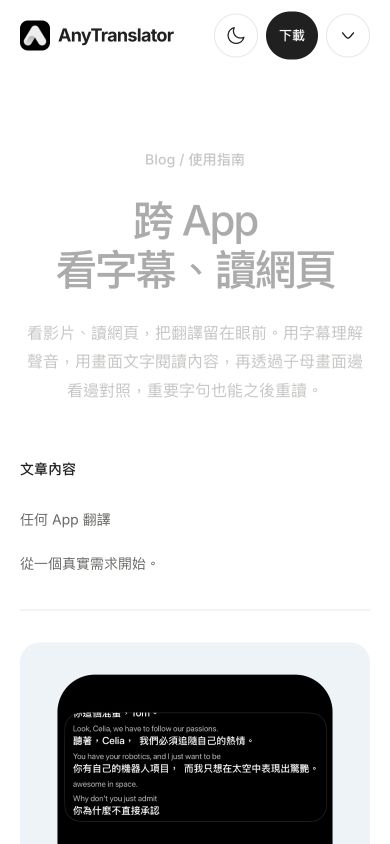 AnyTranslator
下載
Blog / 使用指南
跨 App
看字幕、讀網頁
看影片、讀網頁，把翻譯留在眼前。用字幕理解
聲音，用畫面文字閱讀內容，再透過子母畫面邊
看邊對照，重要字句也能之後重讀。
文章內容
任何 App 翻譯
從一個真實需求開始。
你這個混蛋，Tom。
Look, Celia, we have to follow our passions.
聽著，Celia， 我們必須追隨自己的熱情。
You have your robotics, and I just want to be
你有自己的機器人項目， 而我只想在太空中表現出驚艷。
awesome in space.
Why don't you just admit
你為什麼不直接承認